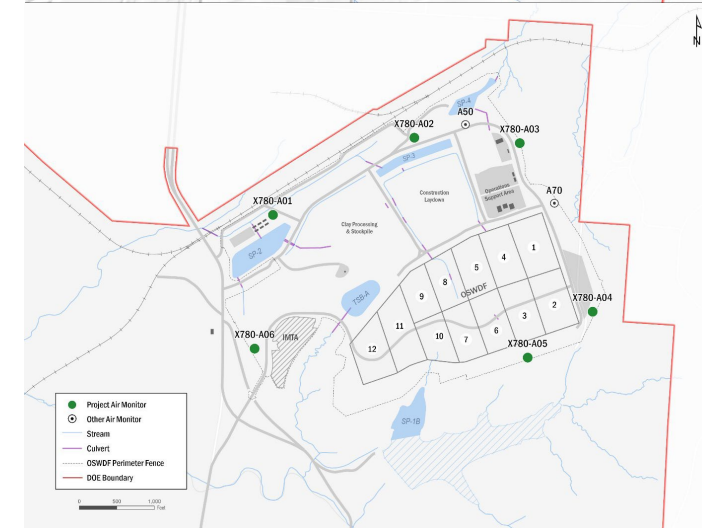 N
SP-4
A50
X780-A02
X780-A03
SP-3
Construction
Laydown
Operations
Support Area
A70
X780-A01
Clay Processing
& Stockpile
SP-2
1
4
5
8
9
OSWDF
TSB-A
2
3
6
7
10
11
12
X780-A04
X780-A05
X780-A06
IMTA
SP-1B
Project Air Monitor
Other Air Monitor
Stream
Culvert
OSWDF Perimeter Fence
DOE Boundary
0 500 1,000
Feet